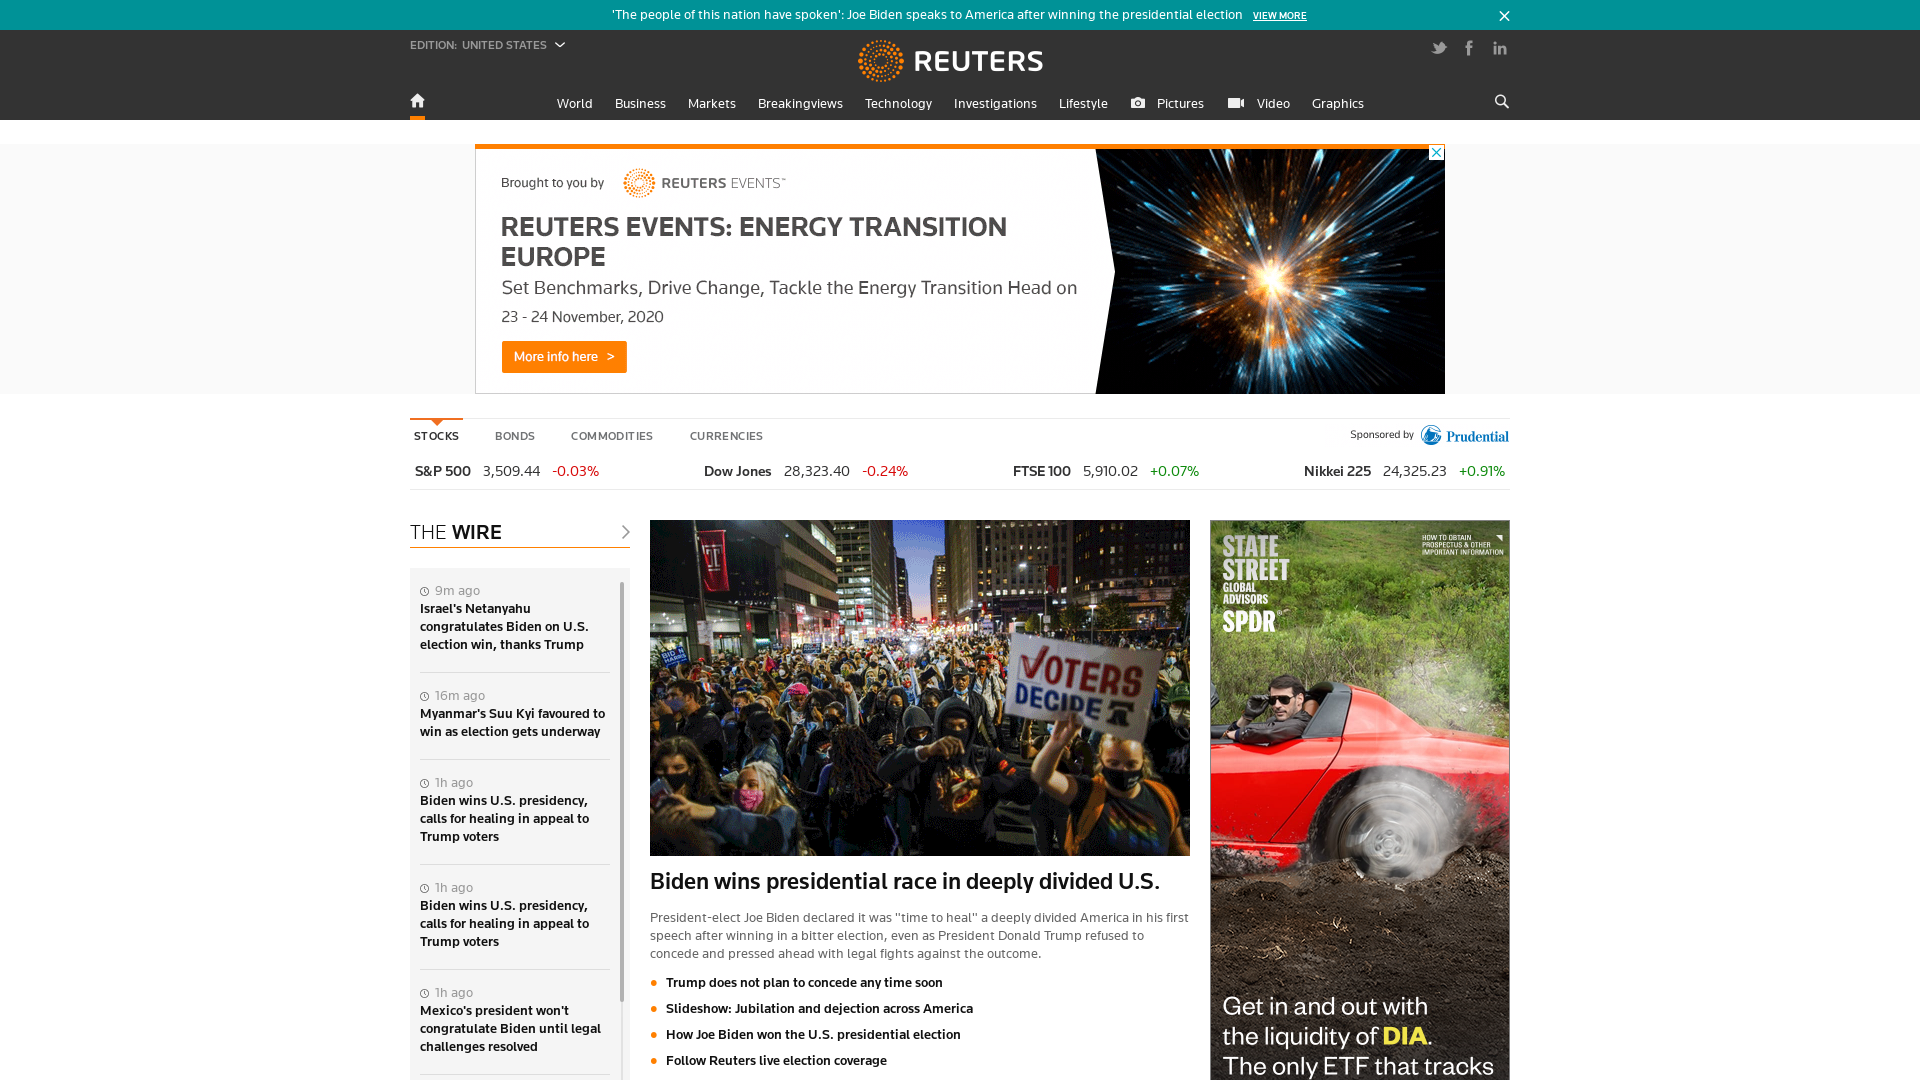 'The people of this nation have spoken': Joe Biden speaks to America after winning the presidential election VIEW MORE
EDITION: UNITED STATES
REUTERS
World Business Markets Breakingviews Technology Investigations Lifestyle Pictures Video Graphics
Brought to you by REUTERS EVENTS™
REUTERS EVENTS: ENERGY TRANSITION
EUROPE
Set Benchmarks, Drive Change, Tackle the Energy Transition Head on
23 - 24 November, 2020
More info here >
STOCKS BONDS COMMODITIES CURRENCIES
Sponsored by Prudential
S&P 500 3,509.44 -0.03% Dow Jones 28,323.40 -0.24% FTSE 100 5,910.02 +0.07% Nikkei 225 24,325.23 +0.91%
THE WIRE
9m ago
Israel's Netanyahu
congratulates Biden on U.S.
election win, thanks Trump
16m ago
Myanmar's Suu Kyi favoured to
win as election gets underway
1h ago
Biden wins U.S. presidency,
calls for healing in appeal to
Trump voters
1h ago
Biden wins U.S. presidency,
calls for healing in appeal to
Trump voters
1h ago
Mexico's president won't
congratulate Biden until legal
challenges resolved
VOTERS
DECIDE
Biden wins presidential race in deeply divided U.S.
President-elect Joe Biden declared it was "time to heal" a deeply divided America in his first
speech after winning in a bitter election, even as President Donald Trump refused to
concede and pressed ahead with legal fights against the outcome.
Trump does not plan to concede any time soon
Slideshow: Jubilation and dejection across America
How Joe Biden won the U.S. presidential election
Follow Reuters live election coverage
STATE
STREET
GLOBAL
ADVISORS
SPDR
HOW TO OBTAIN
PROSPECTUS & OTHER
IMPORTANT INFORMATION
Get in and out with
the liquidity of DIA.
The only ETF that tracks